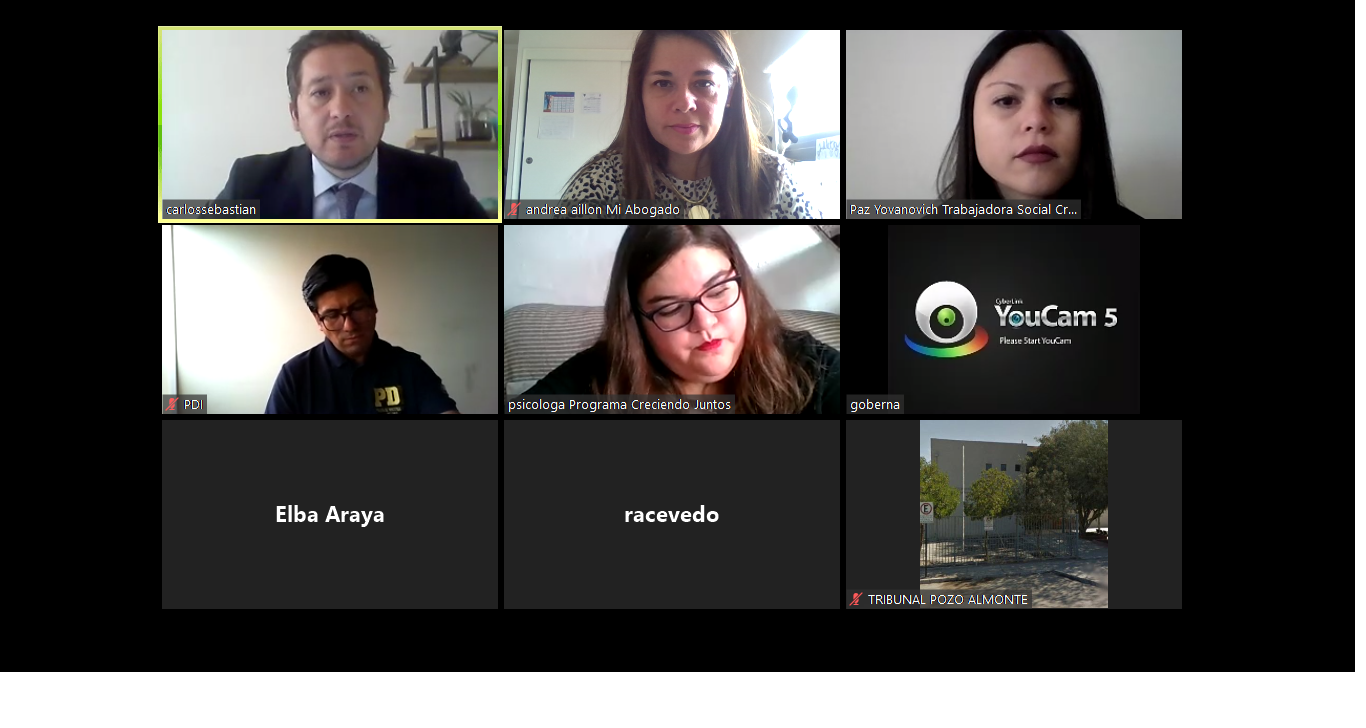 carlossebastian
andrea aillon Mi Abogado
Paz Yovanovich Trabajadora Social Cr...
PD
PDI
psicologa Programa Creciendo Juntos
CyberLink
YouCam 5
Please Start YouCam
goberna
Elba Araya
racevedo
E
TRIBUNAL POZO ALMONTE